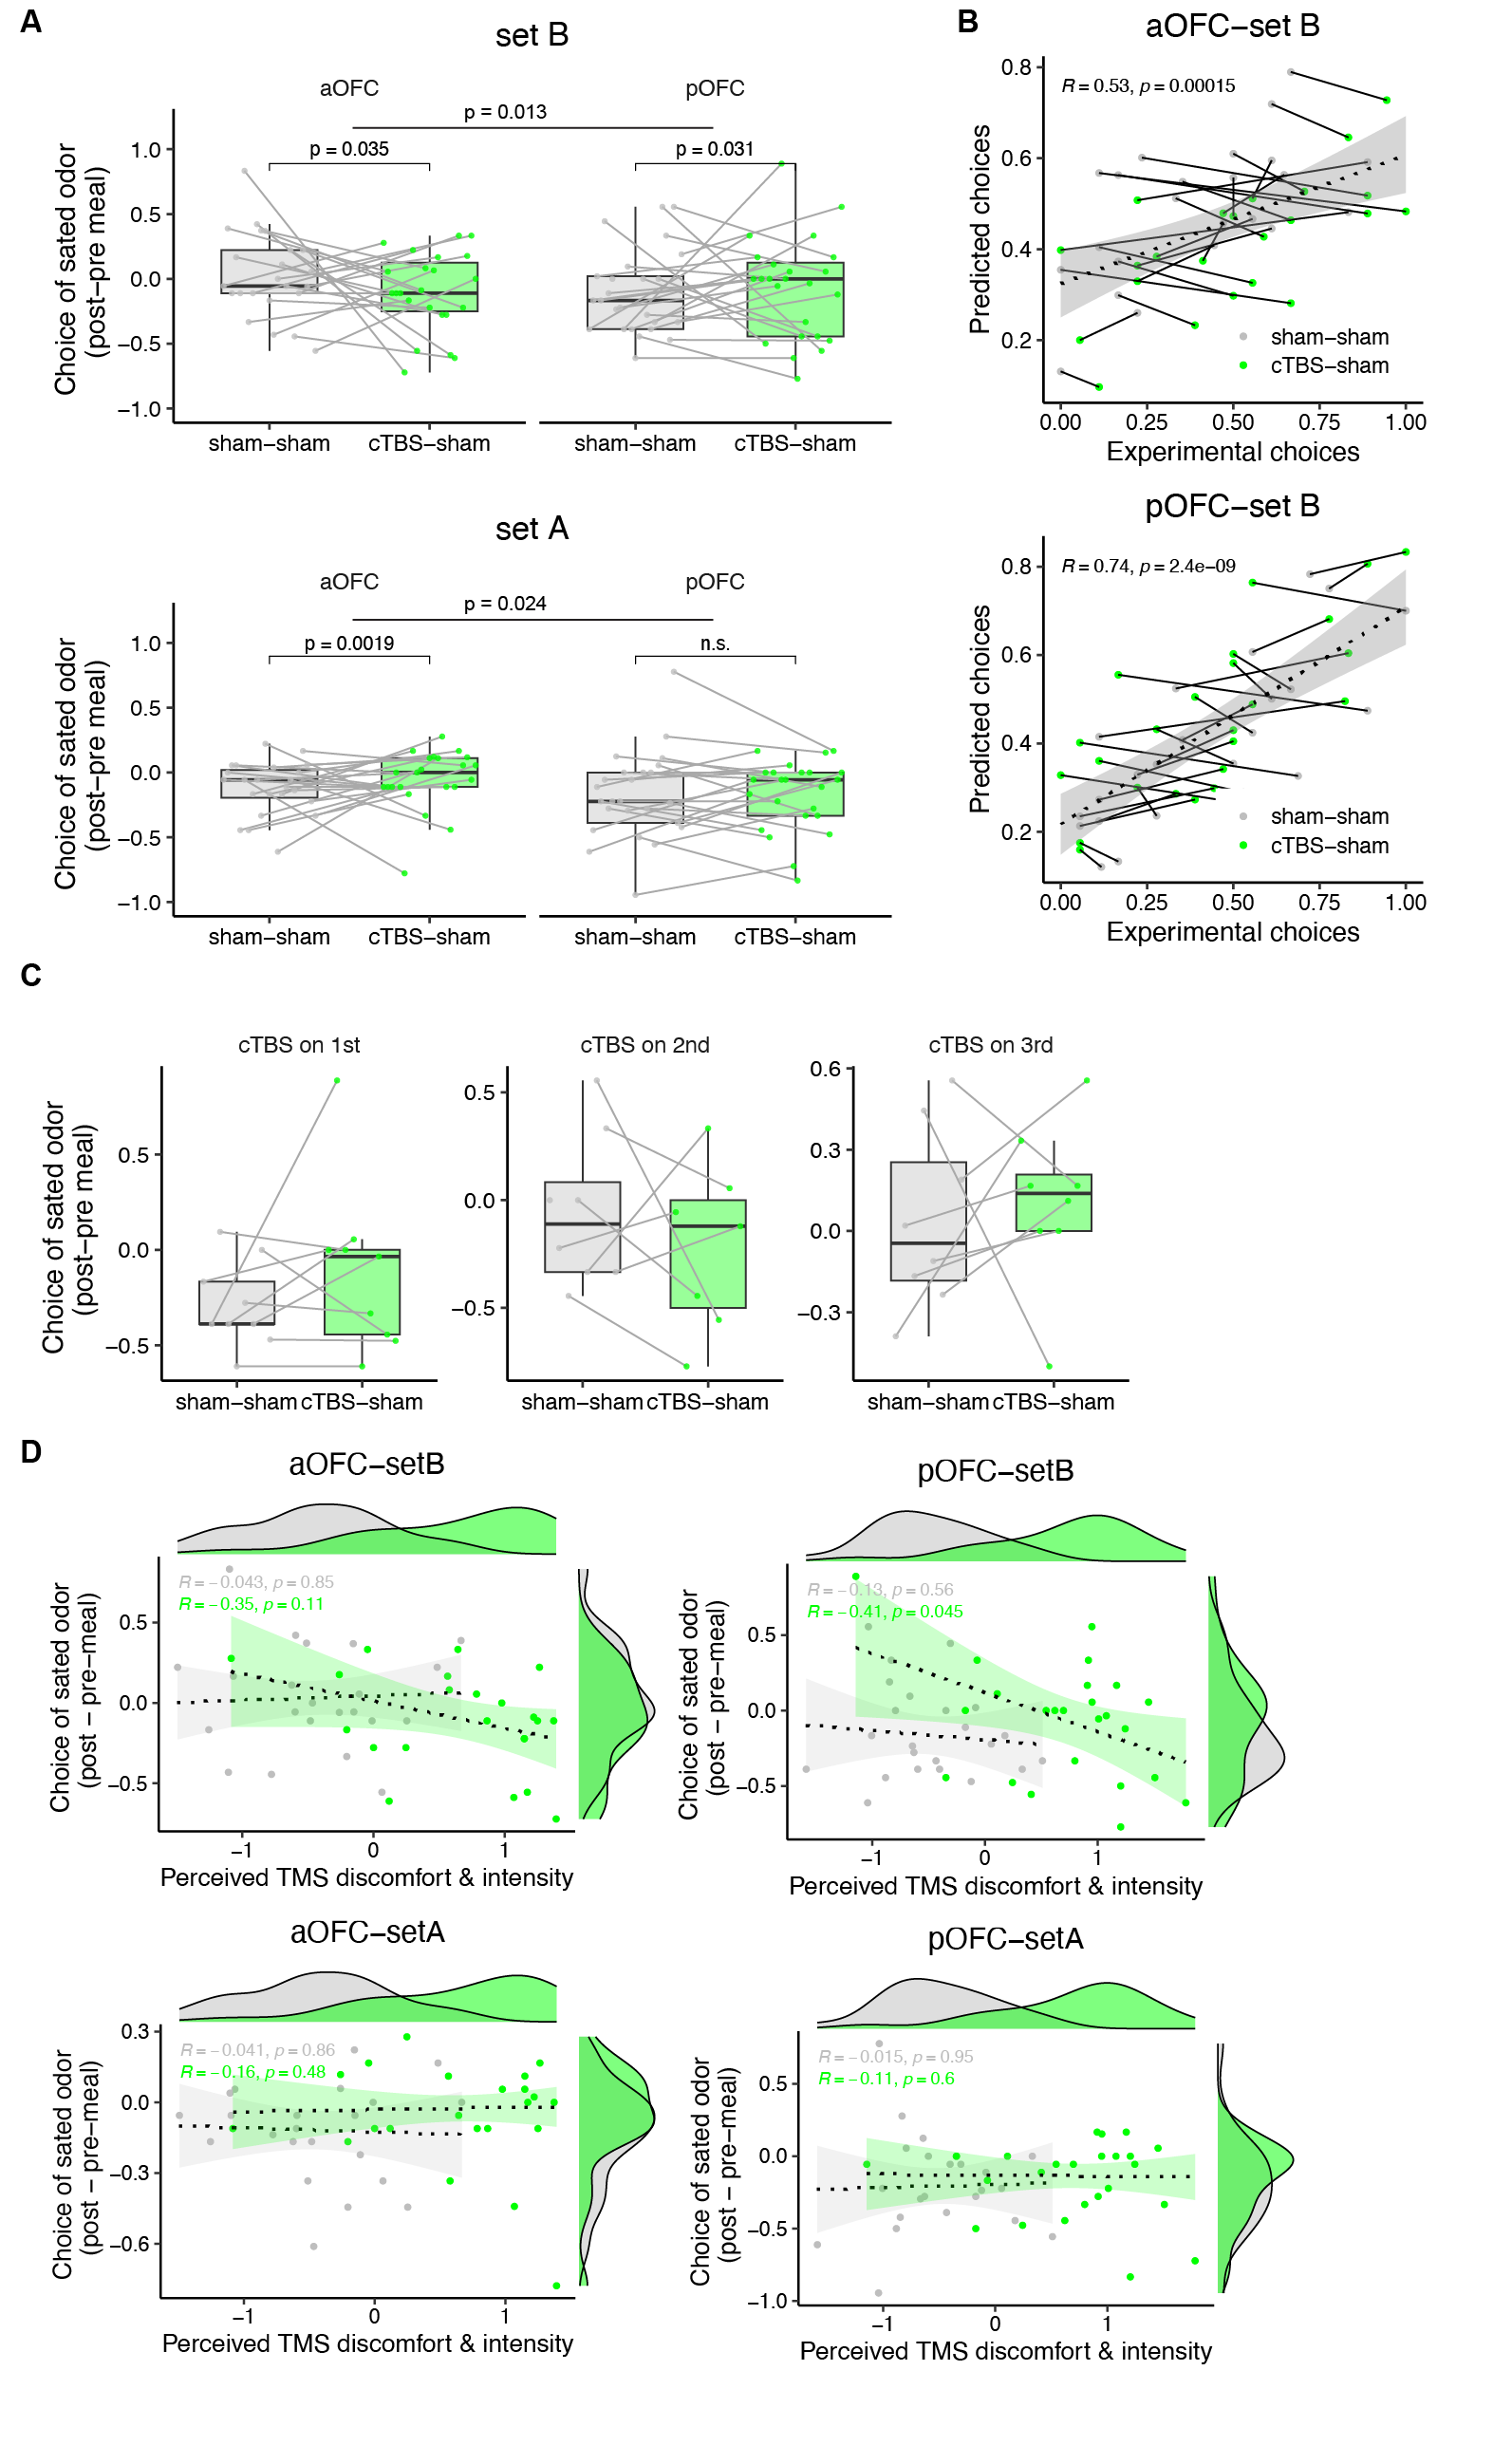 A
set B
aOFC
pOFC
p = 0.013
p = 0.035
p = 0.031
Choice of sated odor
(post−pre meal)
1.0
0.5
0.0
−0.5
−1.0
sham−sham
cTBS−sham
sham−sham
cTBS−sham
set A
aOFC
pOFC
p = 0.024
p = 0.0019
n.s.
Choice of sated odor
(post−pre meal)
1.0
0.5
0.0
−0.5
−1.0
sham−sham
cTBS−sham
sham−sham
cTBS−sham
B
aOFC−set B
R = 0.53, p = 0.00015
Predicted choices
0.8
0.6
0.4
0.2
sham−sham
cTBS−sham
0.00
0.25
0.50
0.75
1.00
Experimental choices
pOFC−set B
R = 0.74, p = 2.4e−09
Predicted choices
0.8
0.6
0.4
0.2
sham−sham
cTBS−sham
0.00
0.25
0.50
0.75
1.00
Experimental choices
C
cTBS on 1st
Choice of sated odor
(post−pre meal)
0.5
0.0
−0.5
sham−sham
cTBS−sham
cTBS on 2nd
0.5
0.0
−0.5
sham−sham
cTBS−sham
cTBS on 3rd
0.6
0.3
0.0
−0.3
sham−sham
cTBS−sham
D
aOFC−setB
R = −0.043, p = 0.85
R = −0.35, p = 0.11
Choice of sated odor
(post − pre−meal)
0.5
0.0
−0.5
−1
0
1
Perceived TMS discomfort & intensity
pOFC−setB
R = −0.13, p = 0.56
R = −0.41, p = 0.045
Choice of sated odor
(post − pre−meal)
0.5
0.0
−0.5
−1
0
1
Perceived TMS discomfort & intensity
aOFC−setA
R = −0.041, p = 0.86
R = −0.16, p = 0.48
Choice of sated odor
(post − pre−meal)
0.3
0.0
−0.3
−0.6
−1
0
1
Perceived TMS discomfort & intensity
pOFC−setA
R = −0.015, p = 0.95
R = −0.11, p = 0.6
Choice of sated odor
(post − pre−meal)
0.5
0.0
−0.5
−1.0
−1
0
1
Perceived TMS discomfort & intensity